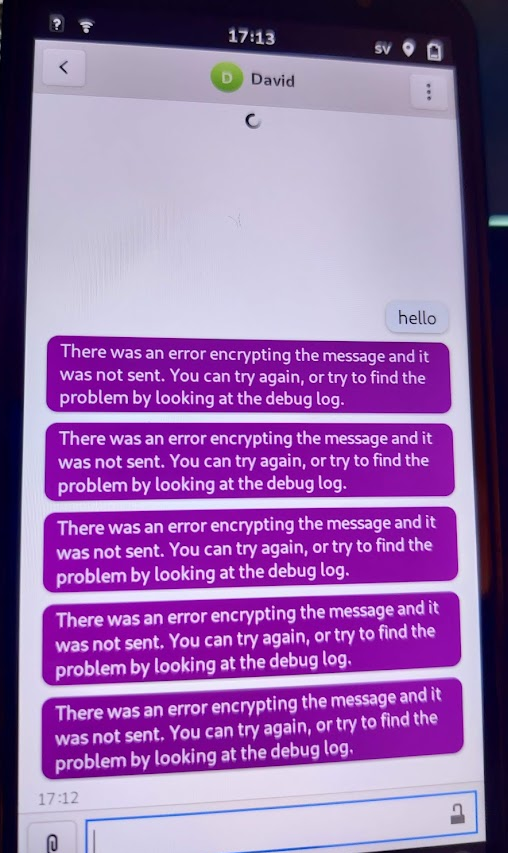 ?
17:13
SV
D David
hello
There was an error encrypting the message and it
was not sent. You can try again, or try to find the
problem by looking at the debug log.
There was an error encrypting the message and it
was not sent. You can try again, or try to find the
problem by looking at the debug log.
There was an error encrypting the message and it
was not sent. You can try again, or try to find the
problem by looking at the debug log.
There was an error encrypting the message and it
was not sent. You can try again, or try to find the
problem by looking at the debug log.
There was an error encrypting the message and it
was not sent. You can try again, or try to find the
problem by looking at the debug log.
17:12